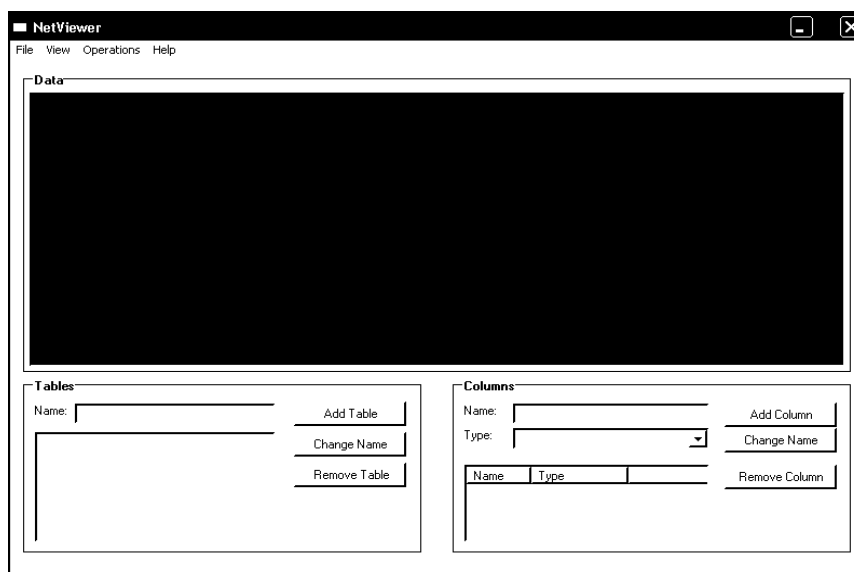 NetViewer
File View Operations Help
Data
Tables
Name:
Add Table
Change Name
Remove Table
Columns
Name:
Add Column
Type:
Change Name
Name Type
Remove Column